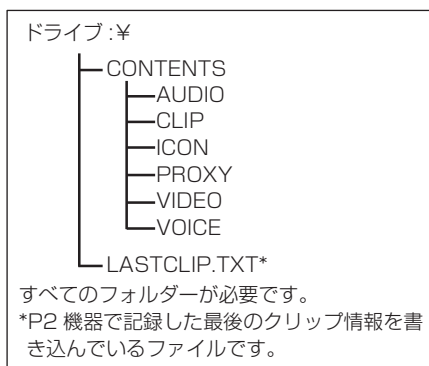 ドライブ:¥
CONTENTS
AUDIO
CLIP
ICON
PROXY
VIDEO
VOICE
LASTCLIP.TXT*
すべてのフォルダーが必要です。
*P2 機器で記録した最後のクリップ情報を書
き込んでいるファイルです。